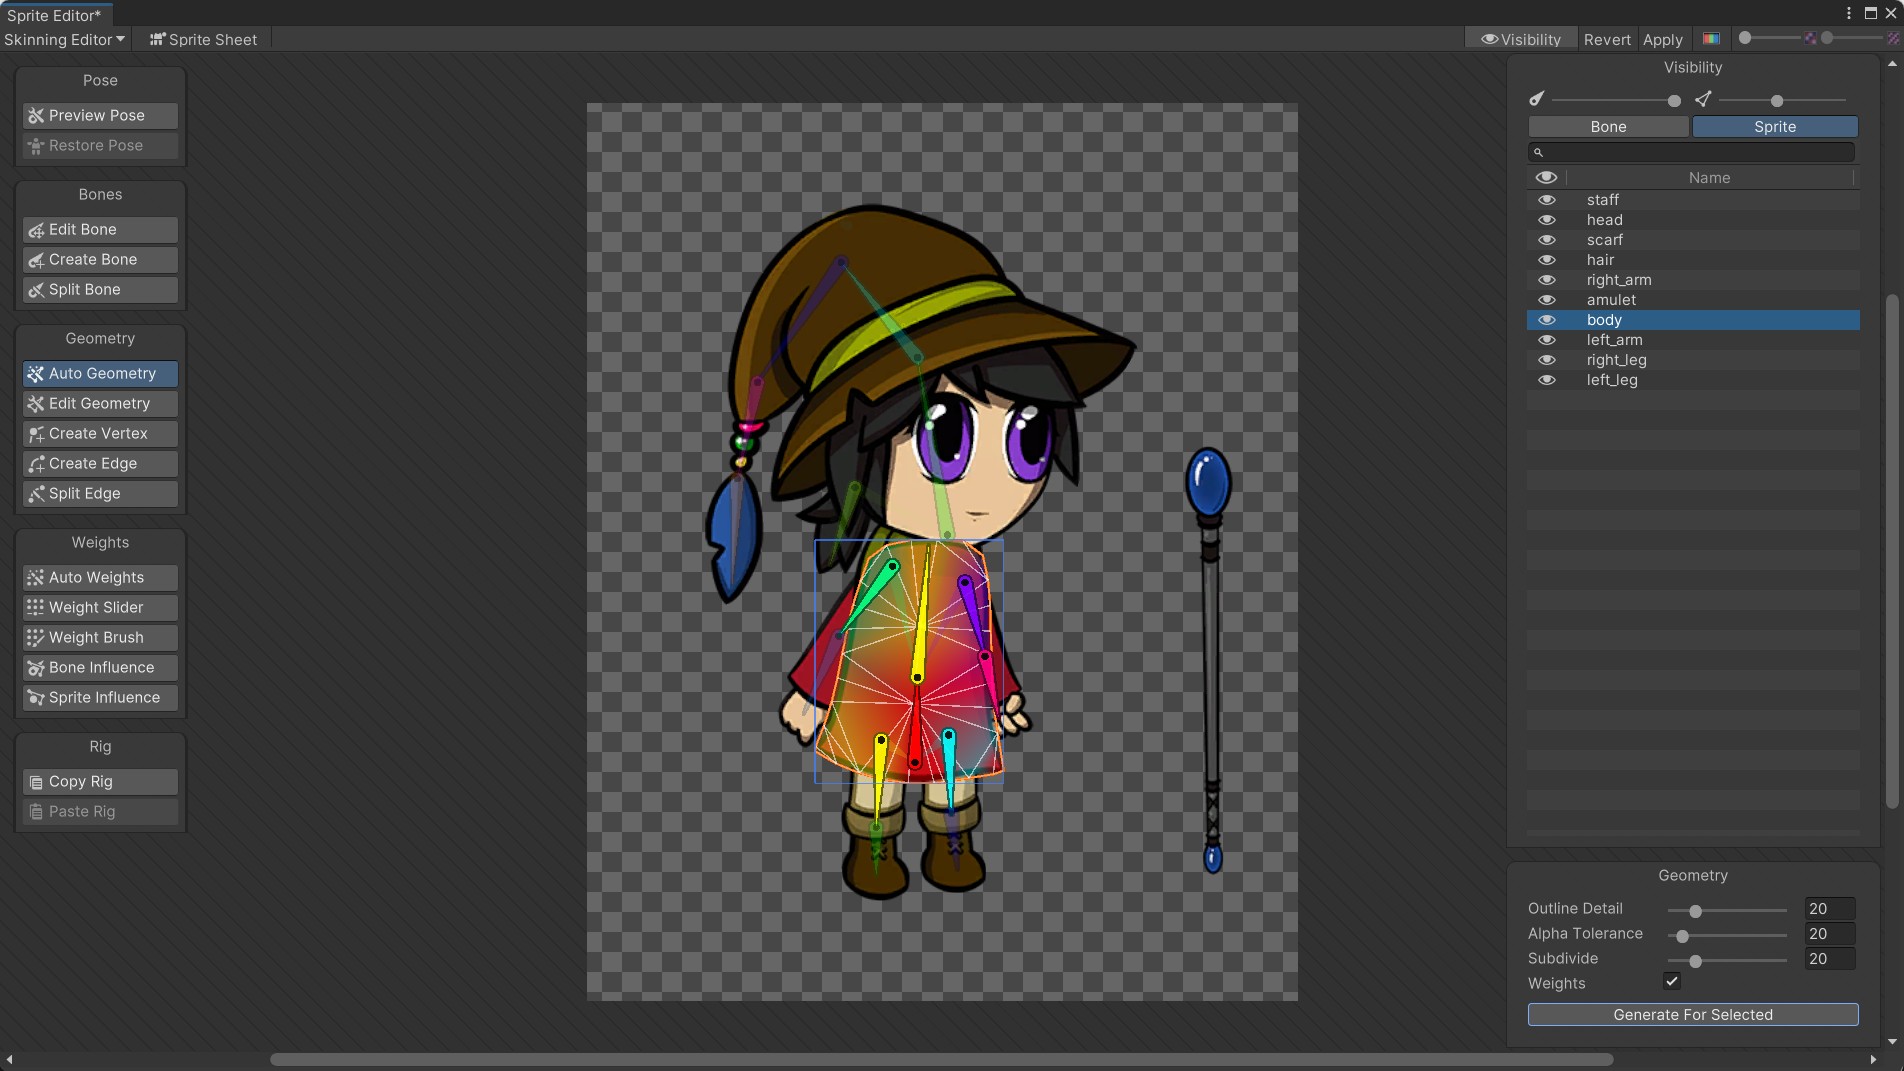 Sprite Editor*
Skinning Editor
Sprite Sheet
Visibility
Revert
Apply
Pose
Preview Pose
Restore Pose
Bones
Edit Bone
Create Bone
Split Bone
Geometry
Auto Geometry
Edit Geometry
Create Vertex
Create Edge
Split Edge
Weights
Auto Weights
Weight Slider
Weight Brush
Bone Influence
Sprite Influence
Rig
Copy Rig
Paste Rig
Visibility
Bone
Sprite
Name
staff
head
scarf
hair
right_arm
amulet
body
left_arm
right_leg
left_leg
Geometry
Outline Detail 20
Alpha Tolerance 20
Subdivide 20
Weights
Generate For Selected